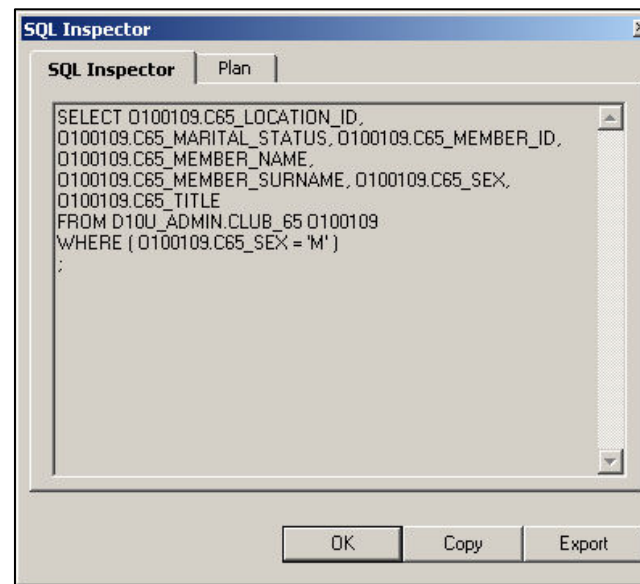 SQL Inspector
SQL Inspector
Plan
SELECT O100109.C65_LOCATION_ID,
O100109.C65_MARITAL_STATUS, O100109.C65_MEMBER_ID,
O100109.C65_MEMBER_NAME,
O100109.C65_MEMBER_SURNAME, O100109.C65_SEX,
O100109.C65_TITLE
FROM D10U_ADMIN.CLUB_65 O100109
WHERE ( O100109.C65_SEX = 'M' )
;
OK
Copy
Export